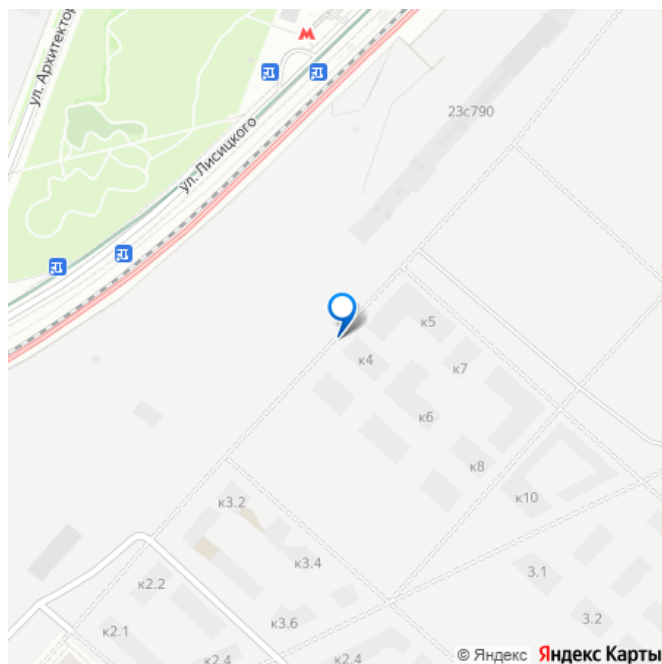 ул. Архитектор
М
ул. Лисицкого
23с790
к5
к4
к7
к6
к8
к10
к3.2
к3.4
3.1
к2.2
3.2
к3.6
к2.1
к2.4
к2.4
© Яндекс Яндекс Карты